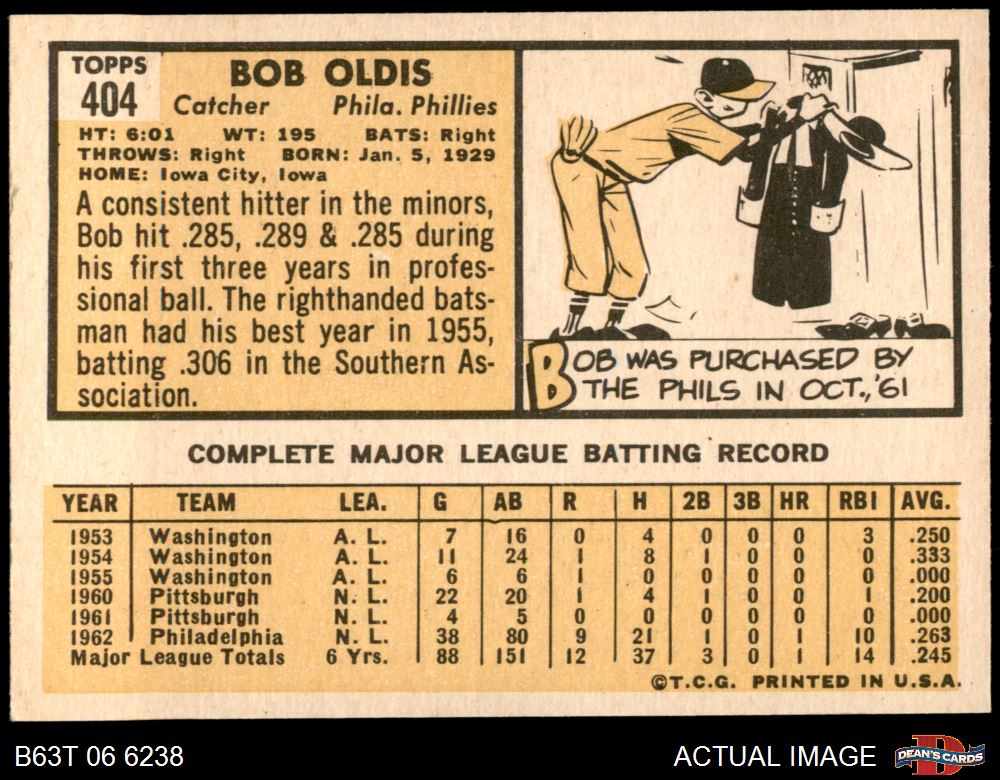 TOPPS
404
BOB OLDIS
Catcher Phila. Phillies
HT: 6:01 WT: 195 BATS: Right
THROWS: Right BORN: Jan. 5, 1929
HOME: Iowa City, Iowa
A consistent hitter in the minors,
Bob hit .285, .289 & .285 during
his first three years in profes-
sional ball. The righthanded bats-
man had his best year in 1955,
batting .306 in the Southern As-
sociation.
BOB WAS PURCHASED BY
THE PHILS IN OCT., '61
COMPLETE MAJOR LEAGUE BATTING RECORD
YEAR TEAM LEA. G AB R H 2B 3B HR RBI AVG.
1953 Washington A. L. 7 16 0 4 0 0 0 3 .250
1954 Washington A. L. 11 24 1 8 1 0 0 0 .333
1955 Washington A. L. 6 6 1 0 0 0 0 0 .000
1960 Pittsburgh N. L. 22 20 1 4 1 0 0 1 .200
1961 Pittsburgh N. L. 4 5 0 0 0 0 0 0 .000
1962 Philadelphia N. L. 38 80 9 21 1 0 1 10 .263
Major League Totals 6 Yrs. 88 151 12 37 3 0 1 14 .245
©T.C.G. PRINTED IN U.S.A.
B63T 06 6238
ACTUAL IMAGE
DEAN'S CARDS